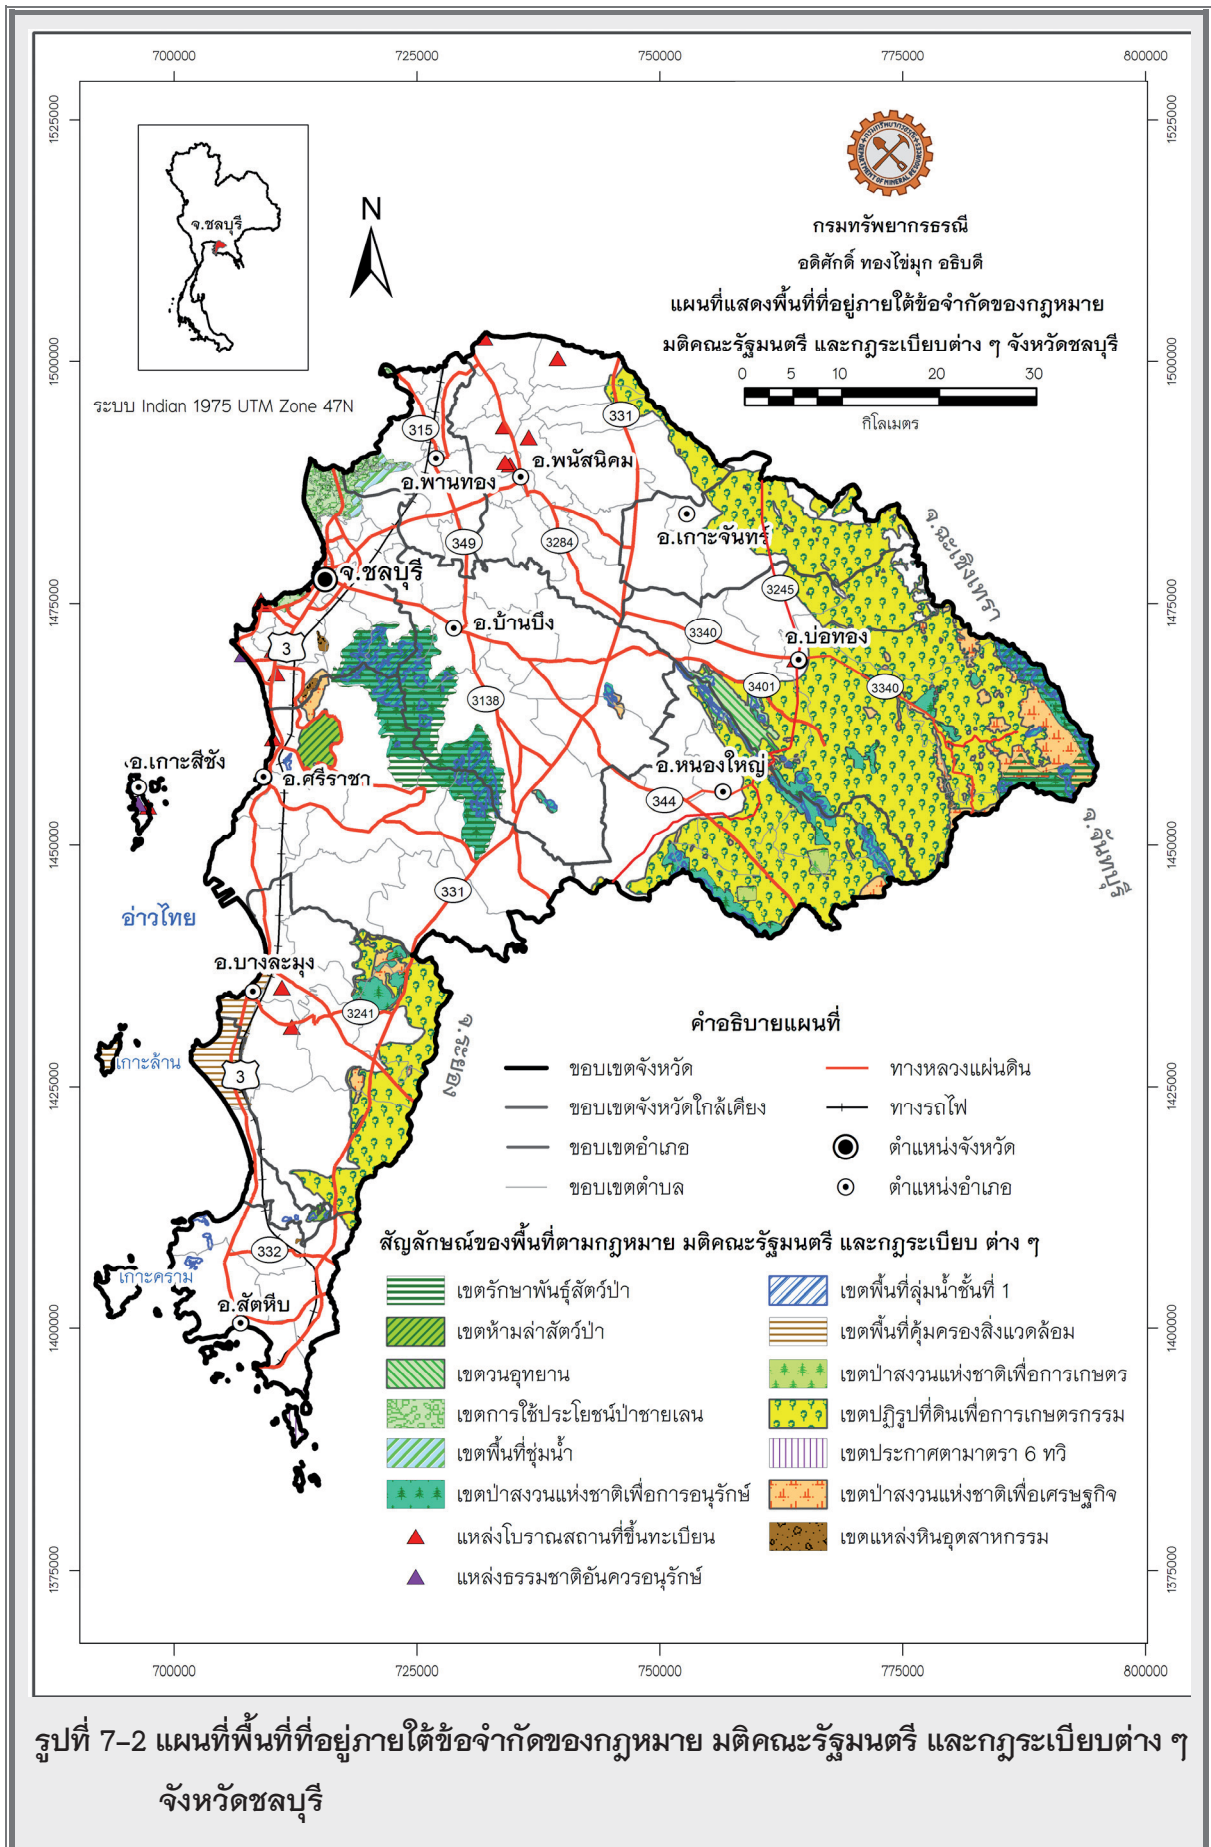 700000 725000 750000 775000 800000
1525000 1525000
กรมทรัพยากรธรณี
DEPARTMENT OF MINERAL RESOURCES
จ.ชลบุรี
N
กรมทรัพยากรธรณี
อดิศักดิ์ ทองไข่มุก อธิบดี
แผนที่แสดงพื้นที่ที่อยู่ภายใต้ข้อจำกัดของกฎหมาย
มติคณะรัฐมนตรี และกฎระเบียบต่าง ๆ จังหวัดชลบุรี
1500000 1500000
0 5 10 20 30
กิโลเมตร
ระบบ Indian 1975 UTM Zone 47N
315
331
อ.พนัสนิคม
อ.พานทอง
อ.เกาะจันทร์
349
3284
จ.ฉะเชิงเทรา
จ.ชลบุรี
3245
1475000 1475000
อ.บ้านบึง
3340
อ.บ่อทอง
3
3401
3340
3138
อ.เกาะสีชัง
อ.ศรีราชา
อ.หนองใหญ่
344
1450000 1450000
จ.จันทบุรี
331
อ่าวไทย
อ.บางละมุง
3241
จ.ระยอง
เกาะล้าน
3
1425000 1425000
คำอธิบายแผนที่
ขอบเขตจังหวัด ทางหลวงแผ่นดิน
ขอบเขตจังหวัดใกล้เคียง ทางรถไฟ
ขอบเขตอำเภอ ตำแหน่งจังหวัด
ขอบเขตตำบล ตำแหน่งอำเภอ
332
เกาะคราม
อ.สัตหีบ
1400000 1400000
สัญลักษณ์ของพื้นที่ตามกฎหมาย มติคณะรัฐมนตรี และกฎระเบียบ ต่าง ๆ
เขตรักษาพันธุ์สัตว์ป่า เขตพื้นที่ลุ่มน้ำชั้นที่ 1
เขตห้ามล่าสัตว์ป่า เขตพื้นที่คุ้มครองสิ่งแวดล้อม
เขตวนอุทยาน เขตป่าสงวนแห่งชาติเพื่อการเกษตร
เขตการใช้ประโยชน์ป่าชายเลน เขตปฏิรูปที่ดินเพื่อการเกษตรกรรม
เขตพื้นที่ชุ่มน้ำ เขตประกาศตามาตรา 6 ทวิ
เขตป่าสงวนแห่งชาติเพื่อการอนุรักษ์ เขตป่าสงวนแห่งชาติเพื่อเศรษฐกิจ
แหล่งโบราณสถานที่ขึ้นทะเบียน เขตแหล่งหินอุตสาหกรรม
แหล่งธรรมชาติอันควรอนุรักษ์
1375000 1375000
700000 725000 750000 775000 800000
รูปที่ 7-2 แผนที่พื้นที่ที่อยู่ภายใต้ข้อจำกัดของกฎหมาย มติคณะรัฐมนตรี และกฎระเบียบต่าง ๆ
จังหวัดชลบุรี